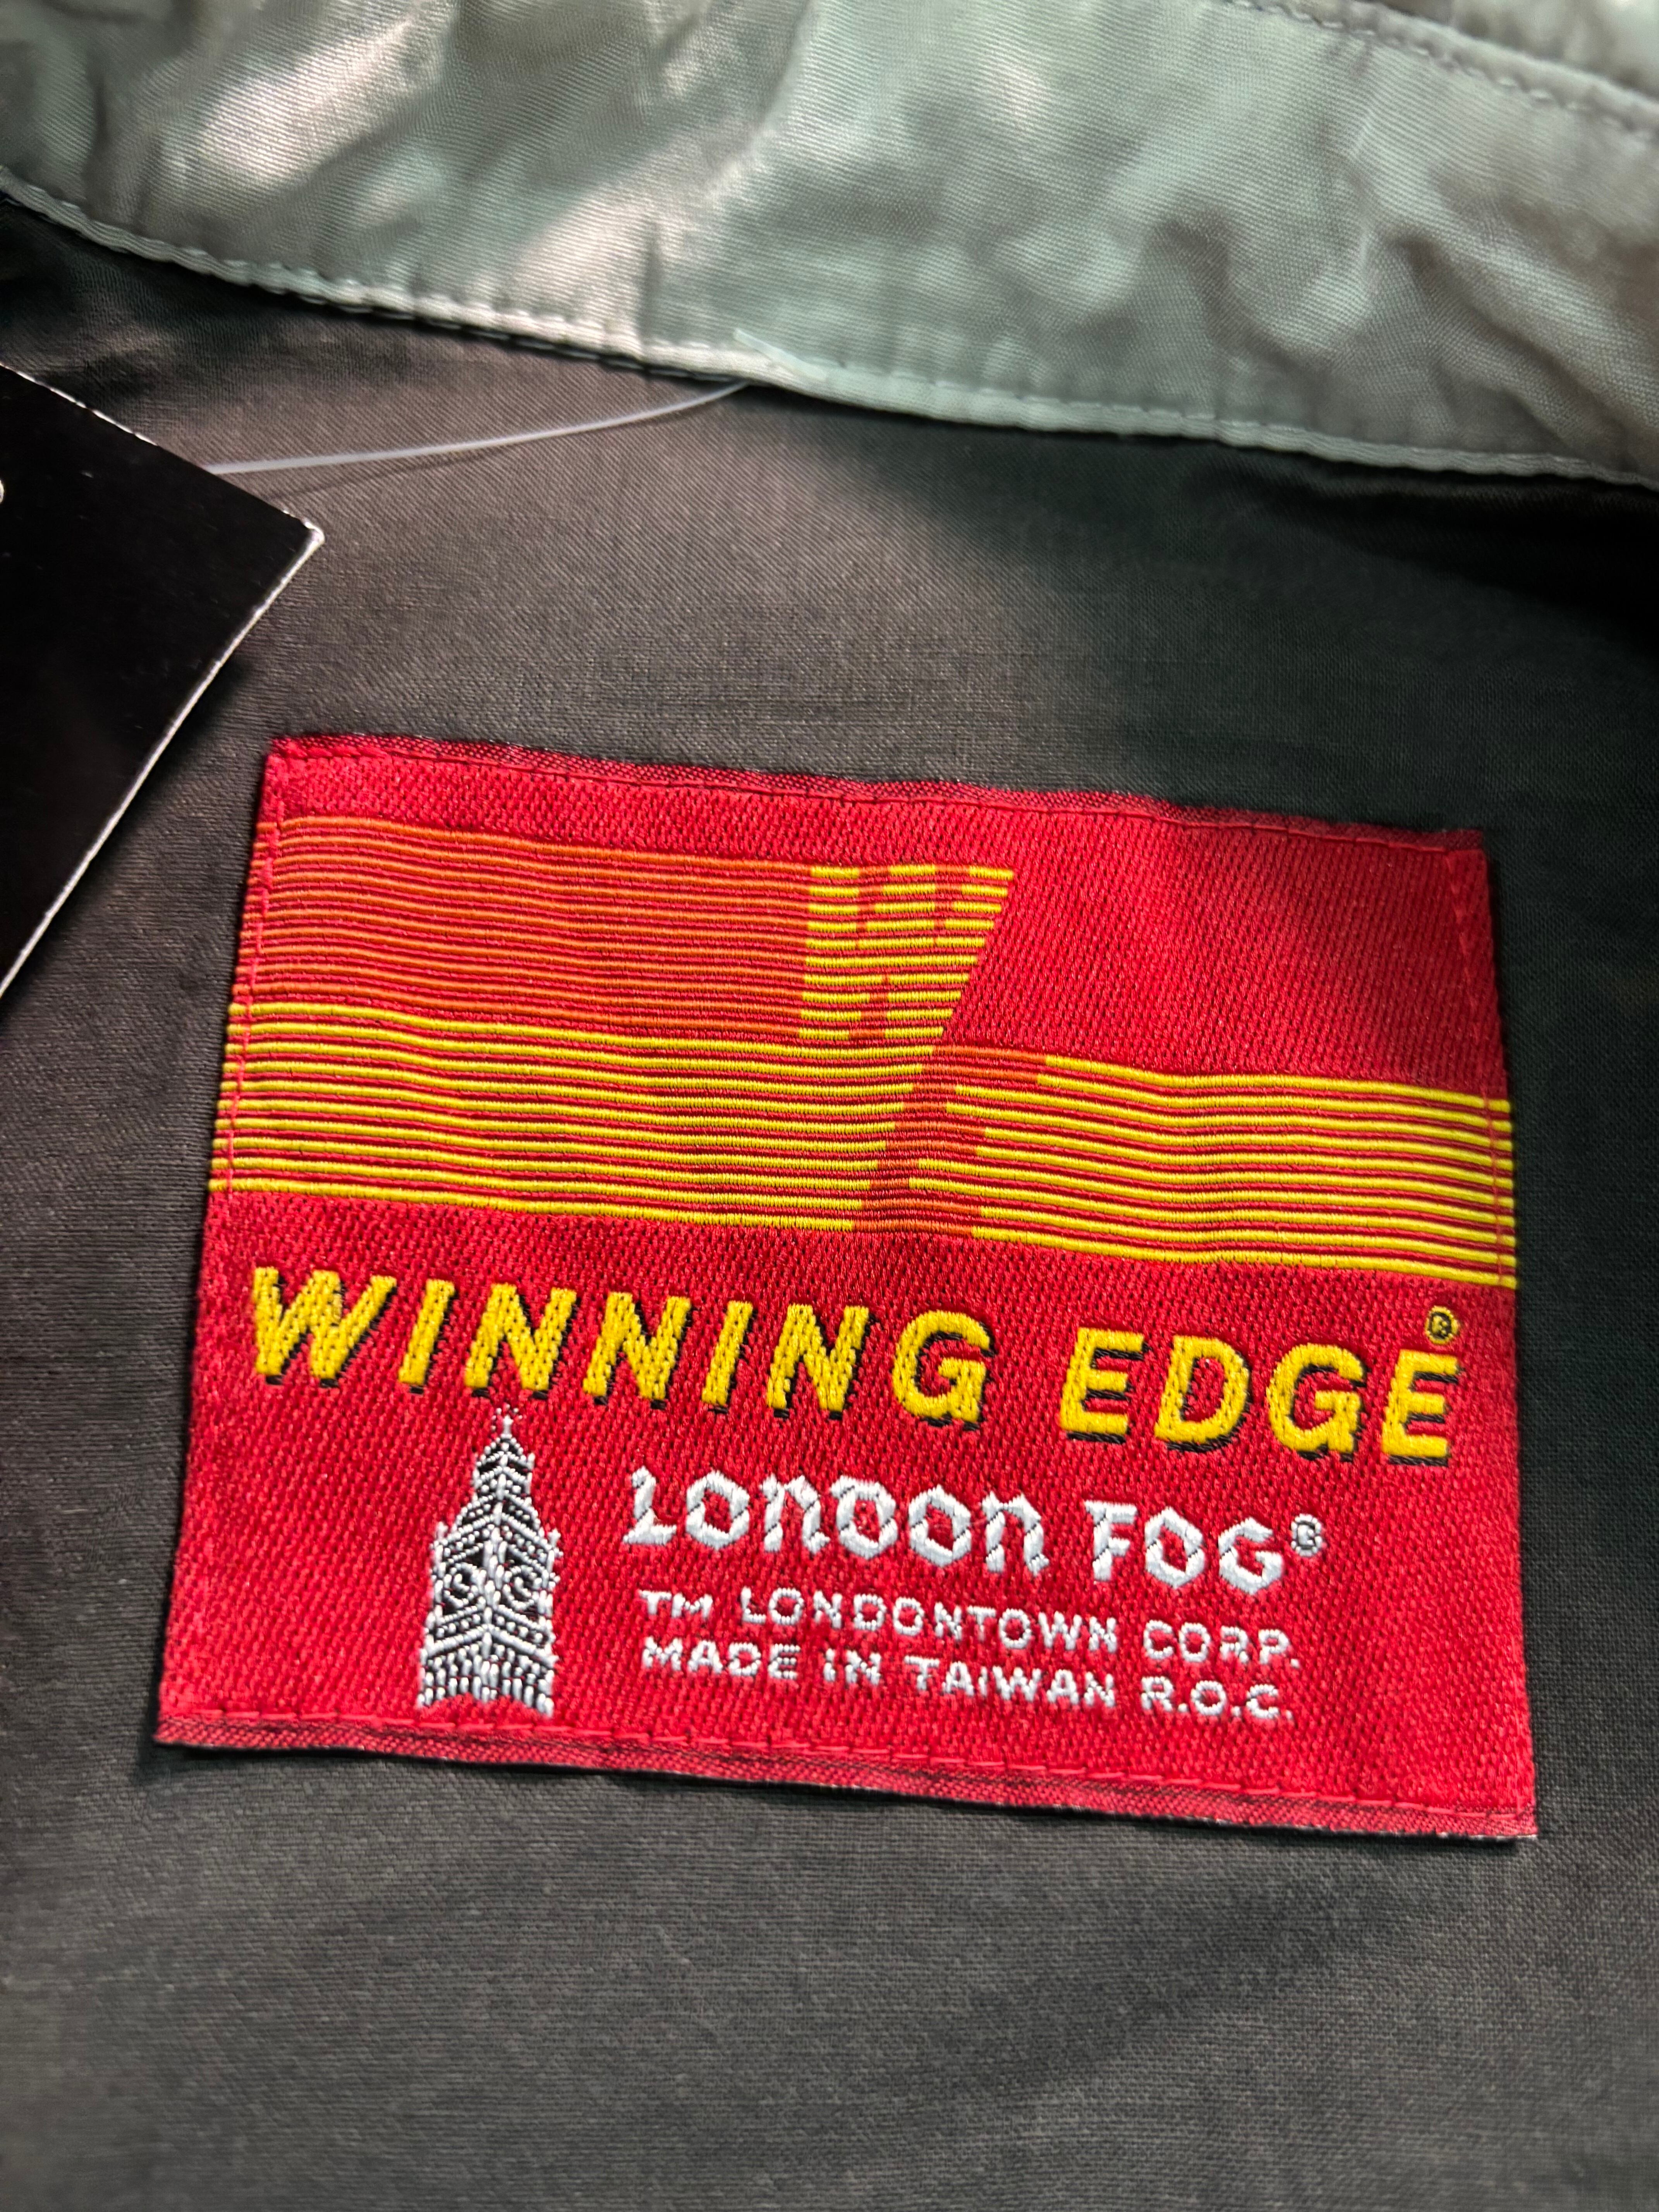 WINNING EDGE®
LONDON FOG®
TM LONDONTOWN CORP.
MADE IN TAIWAN R.O.C.